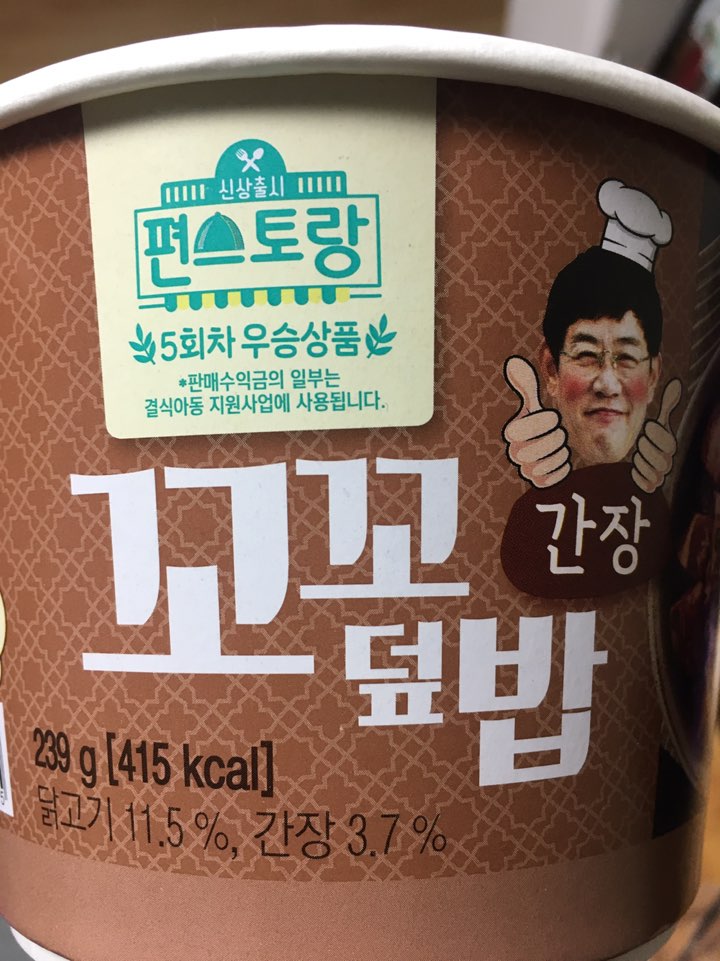 신상출시
편스토랑
5회차 우승상품
*판매수익금의 일부는
결식아동 지원사업에 사용됩니다.
꼬꼬
간장
덮밥
239 g [415 kcal]
닭고기 11.5 %, 간장 3.7 %